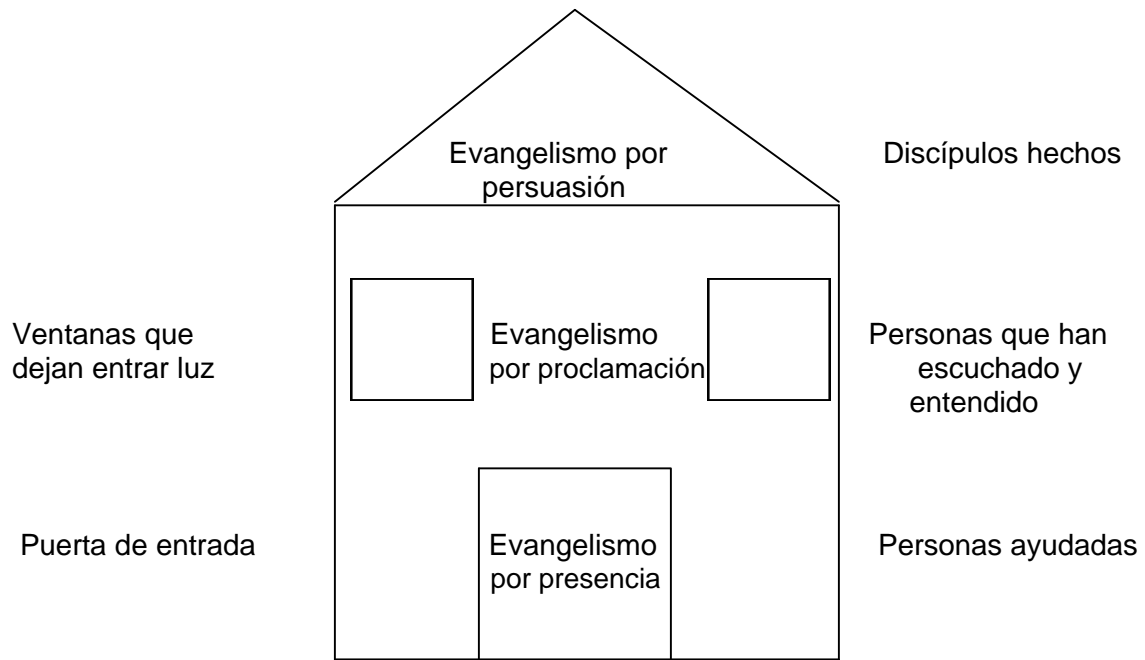 Evangelismo por
persuasión
Discípulos hechos
Ventanas que
dejan entrar luz
Evangelismo
por proclamación
Personas que han
escuchado y
entendido
Puerta de entrada
Evangelismo
por presencia
Personas ayudadas